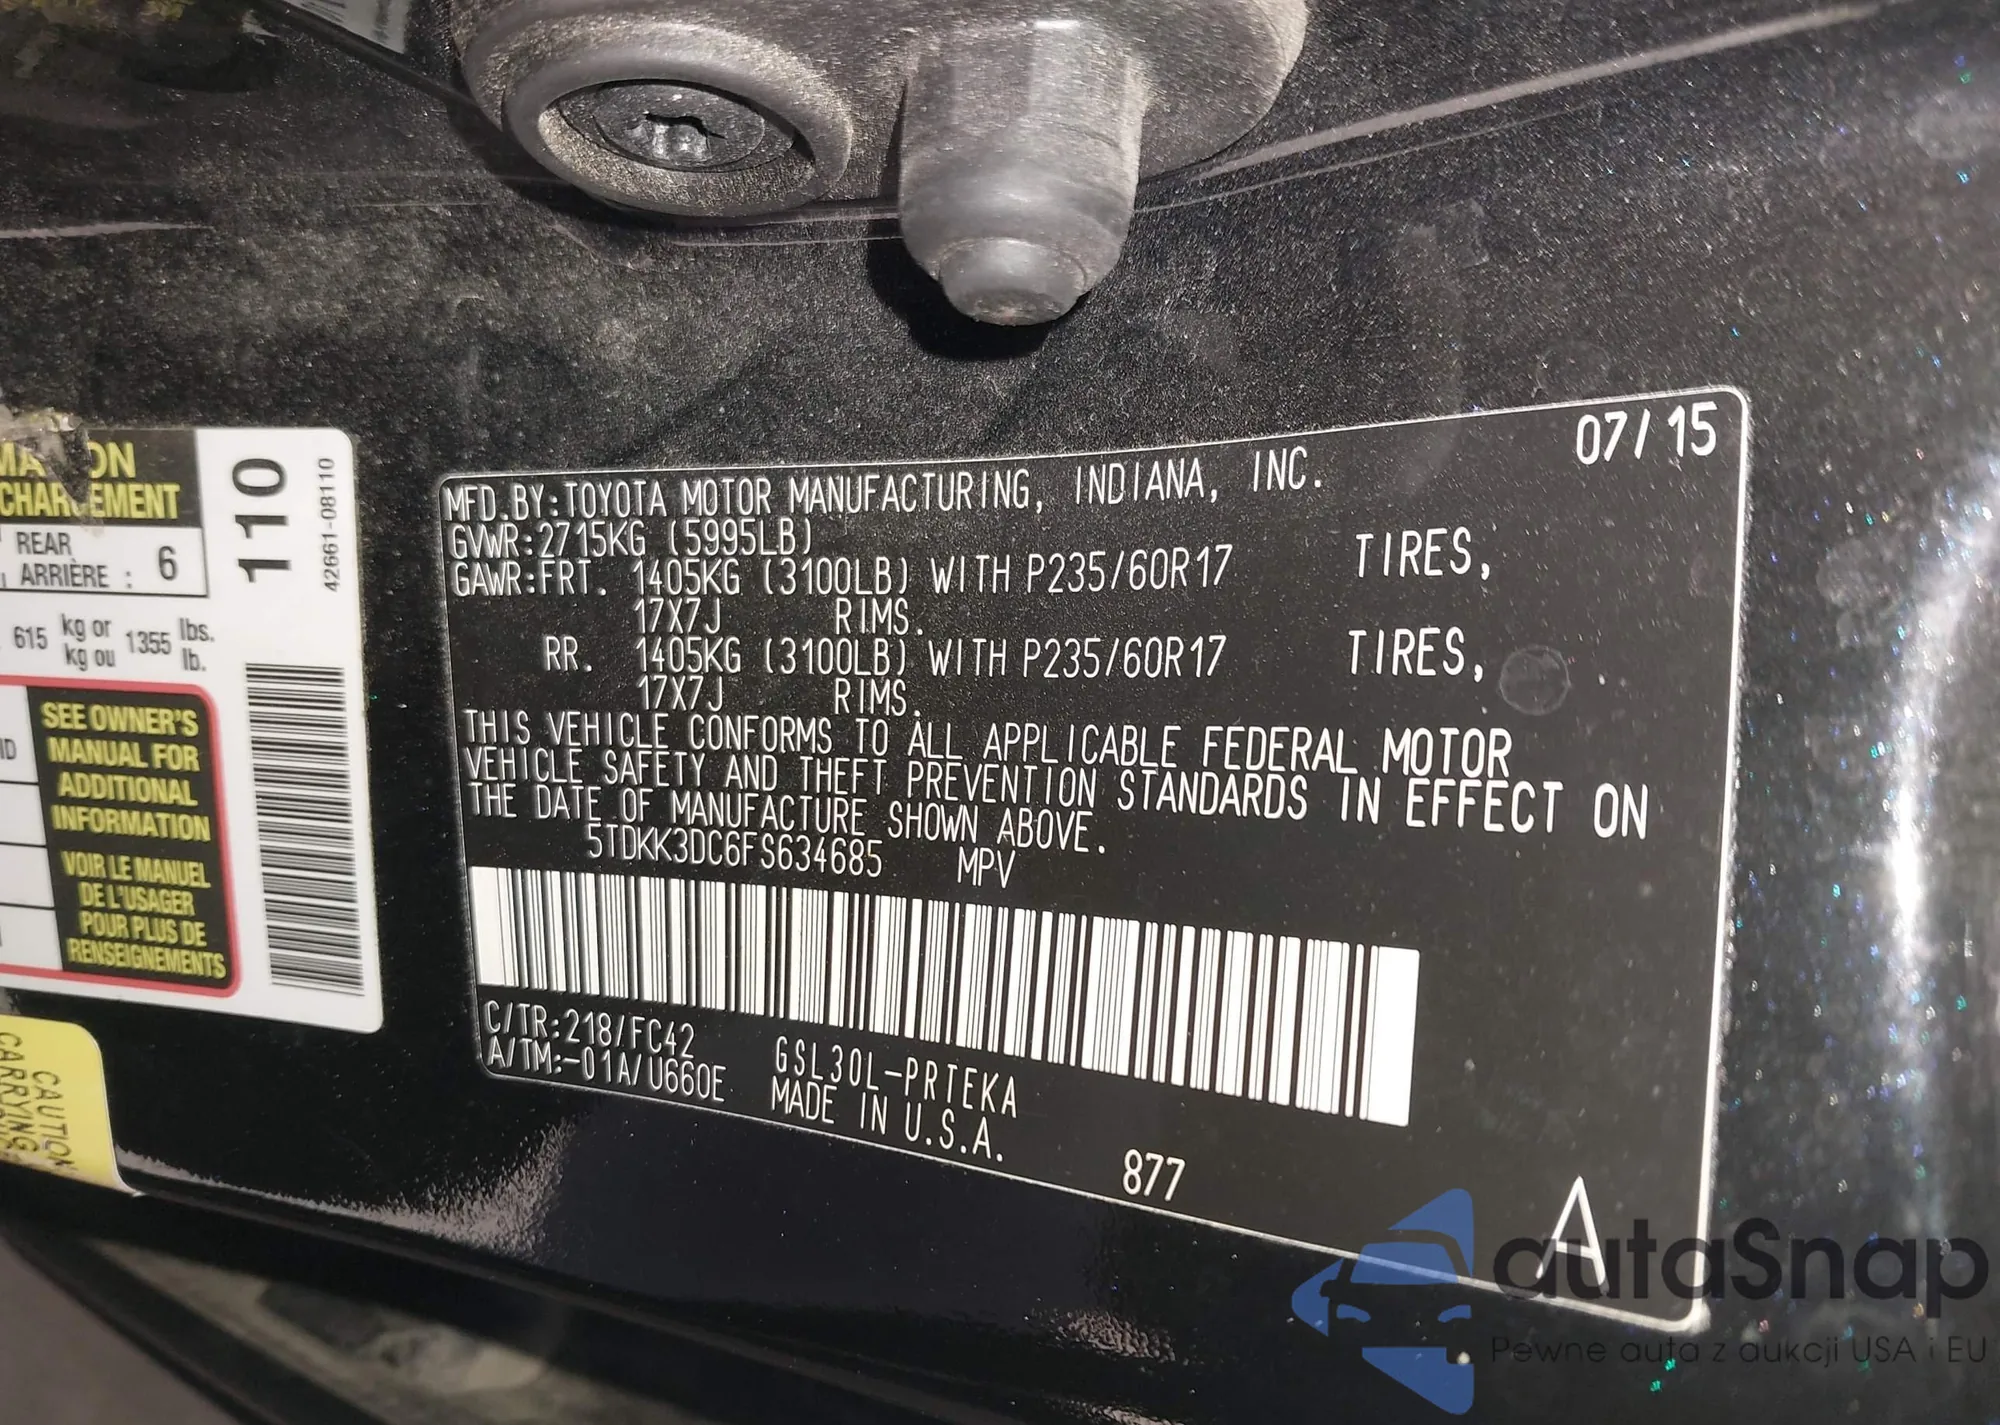 CHARGEMENT
REAR
ARRIÈRE : 6
615 kg or
kg ou 1355 lbs.
lb.
SEE OWNER'S
MANUAL FOR
ADDITIONAL
INFORMATION
VOIR LE MANUEL
DE L'USAGER
POUR PLUS DE
RENSEIGNEMENTS
110
42661-08110
CAUTION
CARRYING
07/15
MFD.BY:TOYOTA MOTOR MANUFACTURING, INDIANA, INC.
GVWR:2715KG (5995LB)
GAWR:FRT. 1405KG (3100LB) WITH P235/60R17 TIRES,
17X7J RIMS.
RR. 1405KG (3100LB) WITH P235/60R17 TIRES,
17X7J RIMS.
THIS VEHICLE CONFORMS TO ALL APPLICABLE FEDERAL MOTOR
VEHICLE SAFETY AND THEFT PREVENTION STANDARDS IN EFFECT ON
THE DATE OF MANUFACTURE SHOWN ABOVE.
5TDKK3DC6FS634685 MPV
C/TR:218/FC42
A/TM:-01A/U660E
GSL30L-PRTEKA
MADE IN U.S.A.
877
A
autaSnap
Pewne auta z aukcji USA i EU